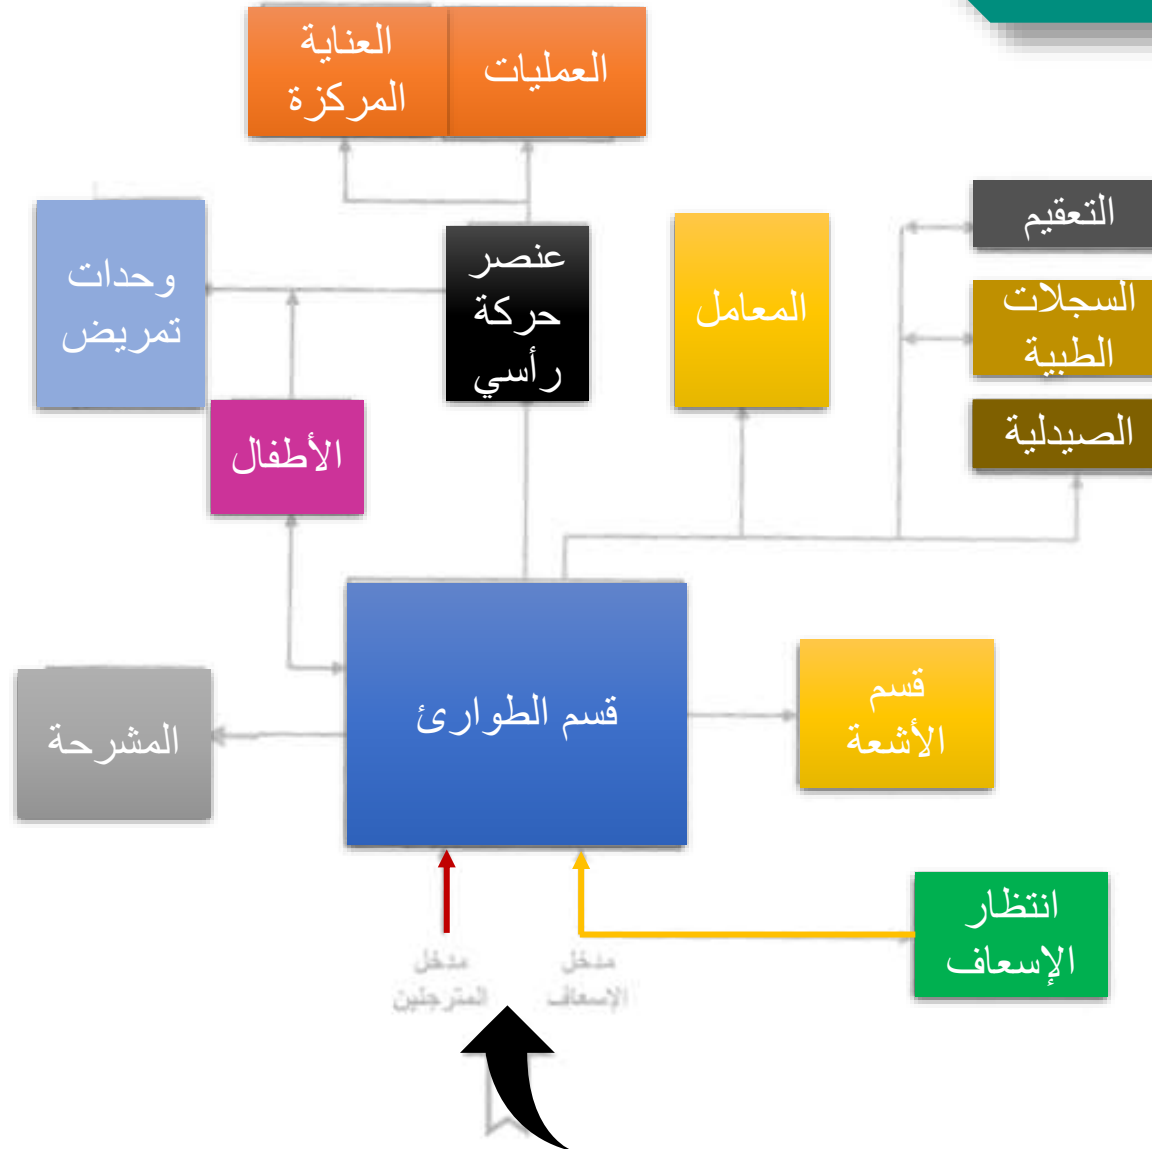 العناية
المركزة
العمليات
التعقيم
وحدات
تمريض
عنصر
حركة
رأسي
المعامل
السجلات
الطبية
الصيدلية
الأطفال
قسم الطوارئ
قسم
الأشعة
المشرحة
انتظار
الإسعاف
مدخل
المترجلين
مدخل
الإسعاف